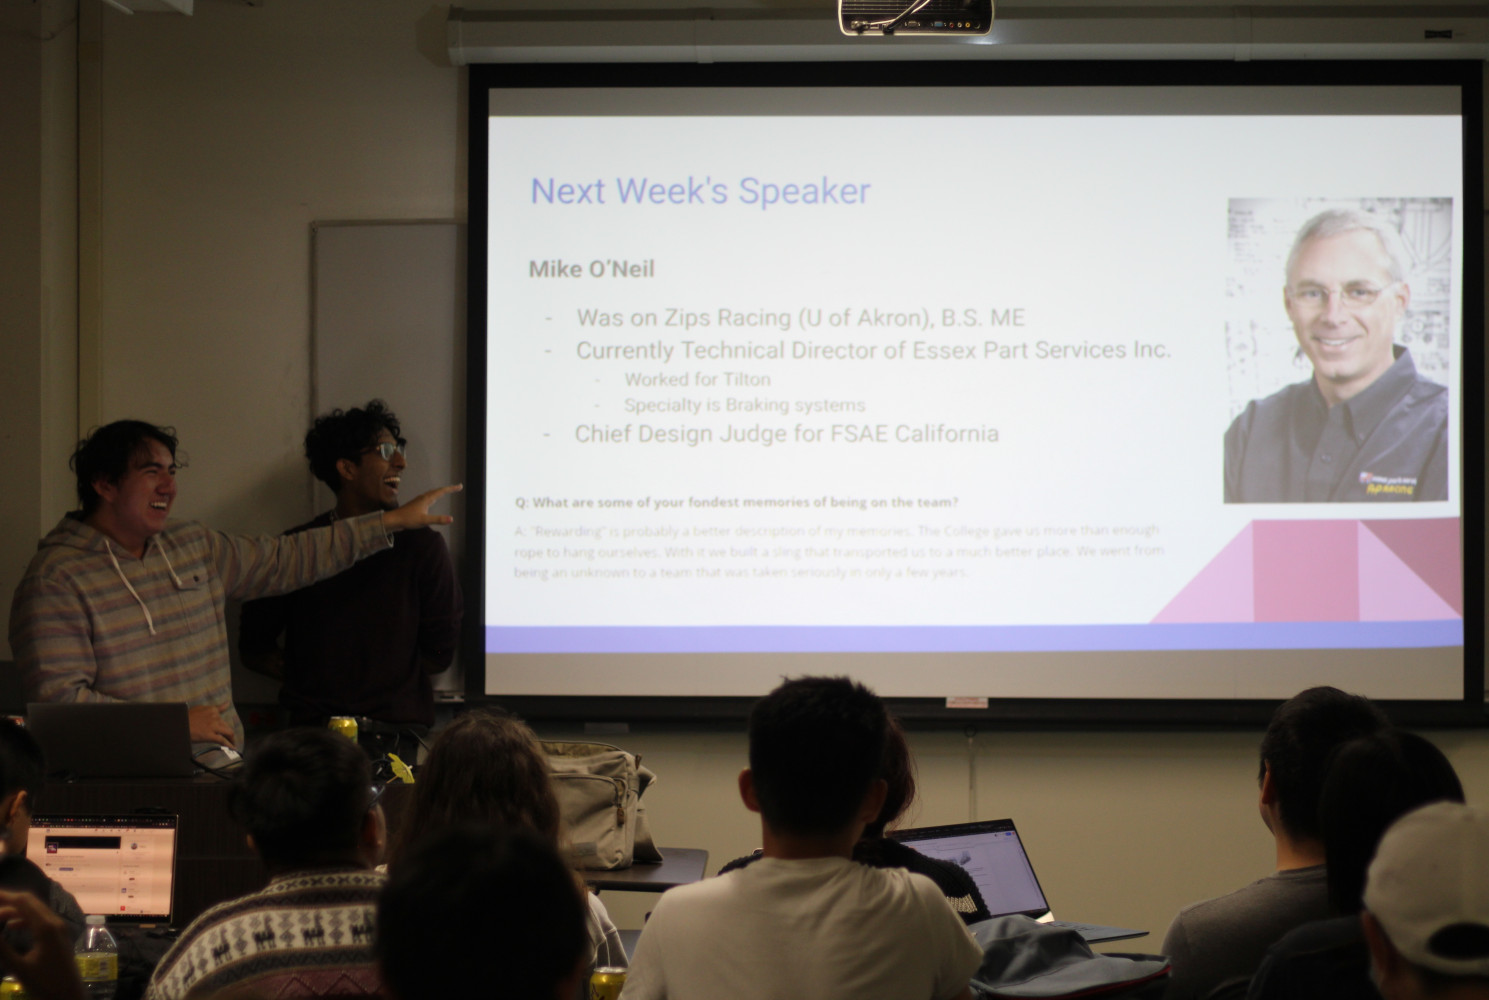 Next Week's Speaker
Mike O'Neil
- Was on Zips Racing (U of Akron), B.S. ME
- Currently Technical Director of Essex Part Services Inc.
- Worked for Tilton
- Specialty is Braking systems
- Chief Design Judge for FSAE California
Q: What are some of your fondest memories of being on the team?
A: "Rewarding" is probably a better description of my memories. The College gave us more than enough
rope to hang ourselves. With it we built a sling that transported us to a much better place. We went from
being an unknown to a team that was taken seriously in only a few years.